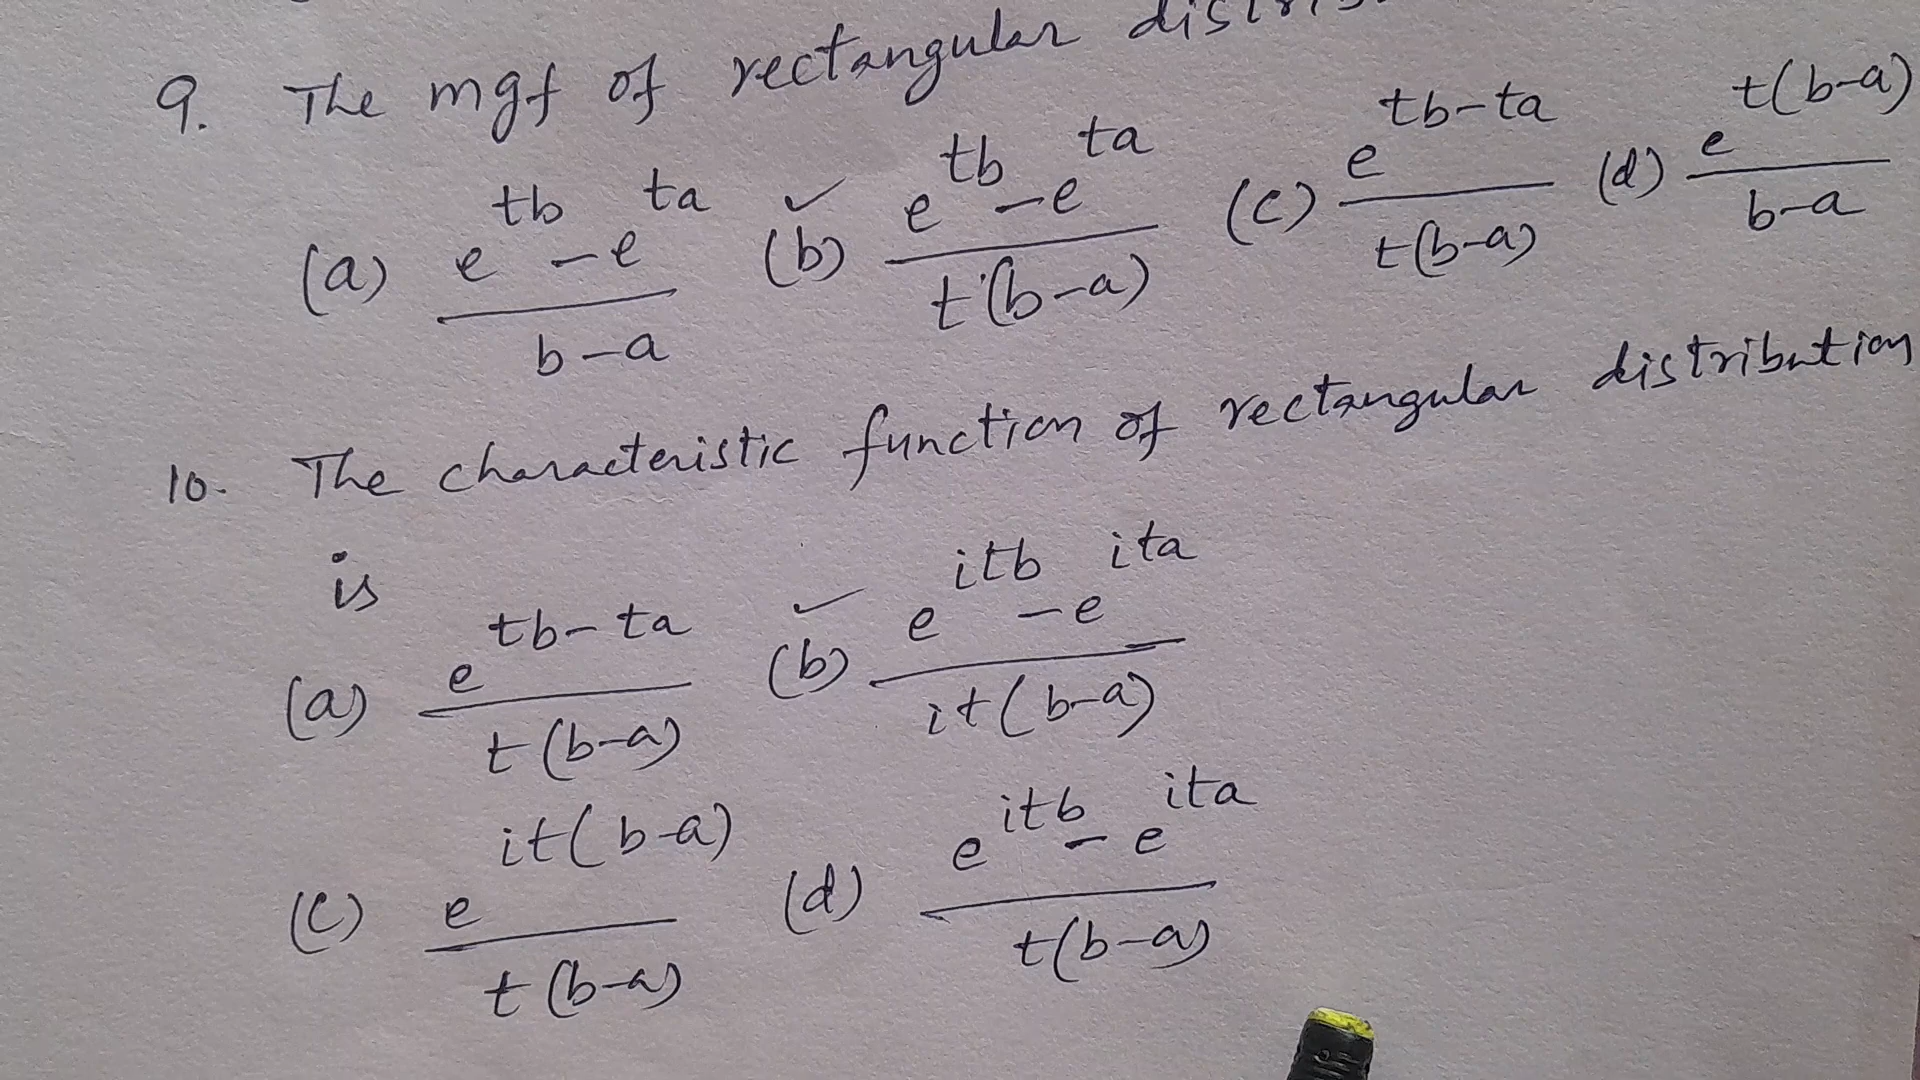 9. The mgf of rectangular
(a) e^{tb} - e^{ta} / b-a (b) ✓ e^{tb} - e^{ta} / t(b-a) (c) e^{tb-ta} / t(b-a) (d) e^{t(b-a)} / b-a
10. The characteristic function of rectangular distribution
is
(a) e^{tb-ta} / t(b-a) (b) ✓ e^{itb} - e^{ita} / it(b-a)
(c) e^{it(b-a)} / t(b-a) (d) e^{itb} - e^{ita} / t(b-a)